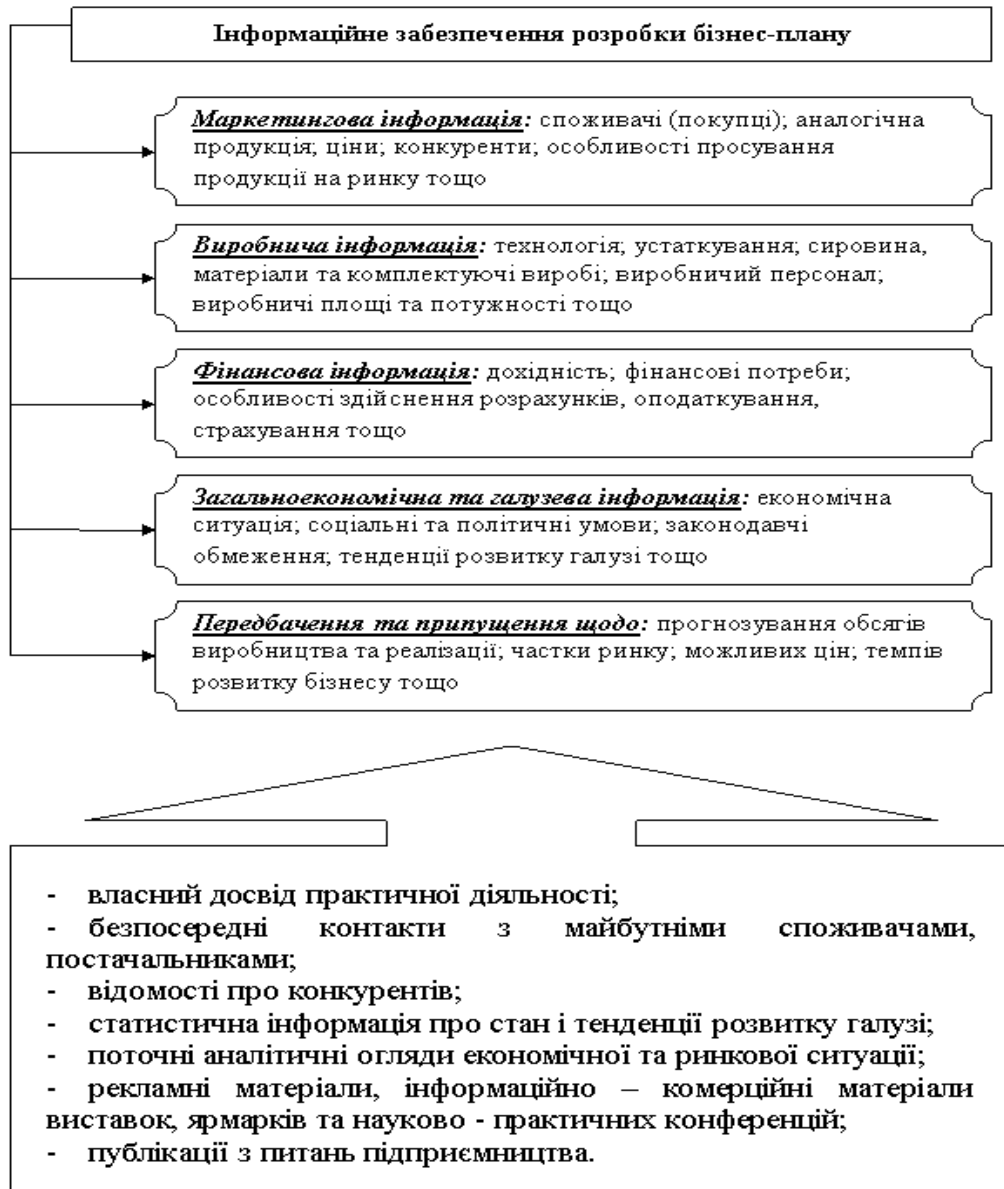 Інформаційне забезпечення розробки бізнес-плану
Маркетингова інформація: споживачі (покупці); аналогічна
продукція; ціни; конкуренти; особливості просування
продукції на ринку тощо
Виробнича інформація: технологія; устаткування; сировина,
матеріали та комплектуючі виробі; виробничий персонал;
виробничі площі та потужності тощо
Фінансова інформація: дохідність; фінансові потреби;
особливості здійснення розрахунків, оподаткування,
страхування тощо
Загальноекономічна та галузева інформація: економічна
ситуація; соціальні та політичні умови; законодавчі
обмеження; тенденції розвитку галузі тощо
Передбачення та припущення щодо: прогнозування обсягів
виробництва та реалізації; частки ринку; можливих цін; темпів
розвитку бізнесу тощо
- власний досвід практичної діяльності;
- безпосередні контакти з майбутніми споживачами,
постачальниками;
- відомості про конкурентів;
- статистична інформація про стан і тенденції розвитку галузі;
- поточні аналітичні огляди економічної та ринкової ситуації;
- рекламні матеріали, інформаційно – комерційні матеріали
виставок, ярмарків та науково - практичних конференцій;
- публікації з питань підприємництва.